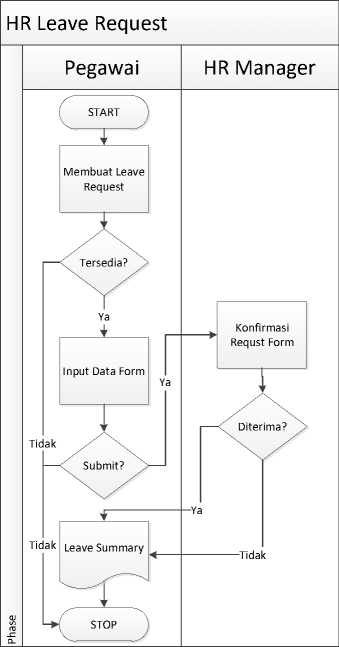 HR Leave Request
Pegawai
HR Manager
START
Membuat Leave
Request
Tersedia?
Ya
Input Data Form
Konfirmasi
Requst Form
Ya
Diterima?
Tidak
Submit?
Ya
Tidak
Leave Summary
Tidak
STOP
Phase